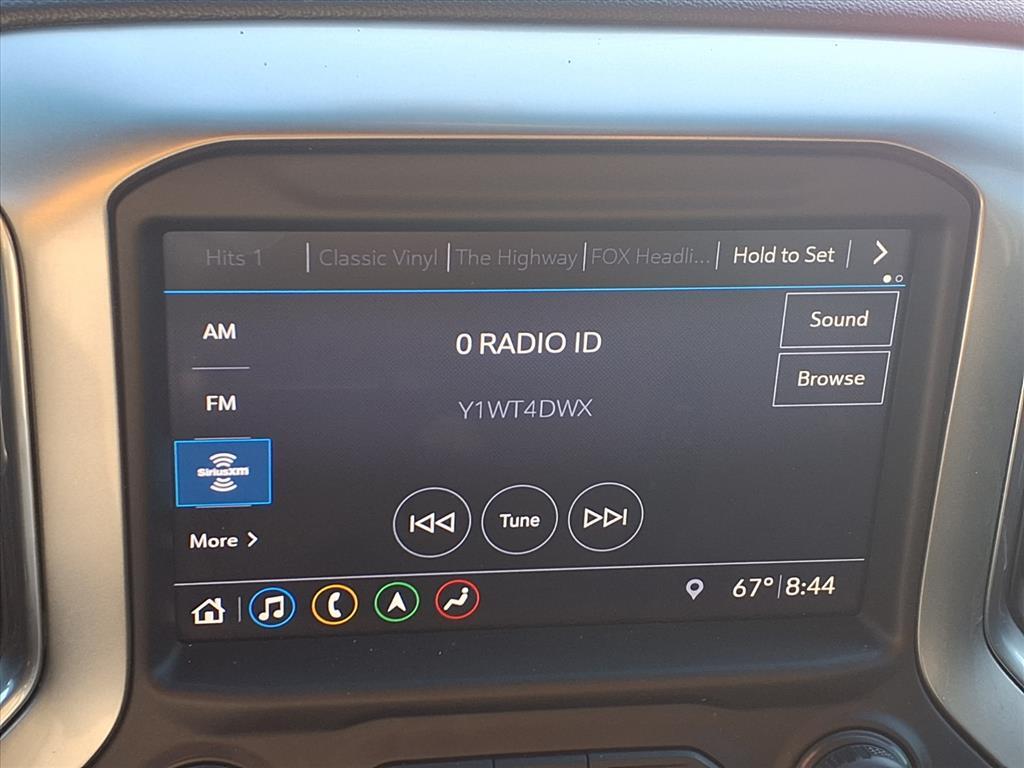 Hits 1 Classic Vinyl The Highway FOX Headli... Hold to Set
AM
0 RADIO ID
Sound
FM
Y1WT4DWX
Browse
SiriusXM
Tune
More >
67° 8:44